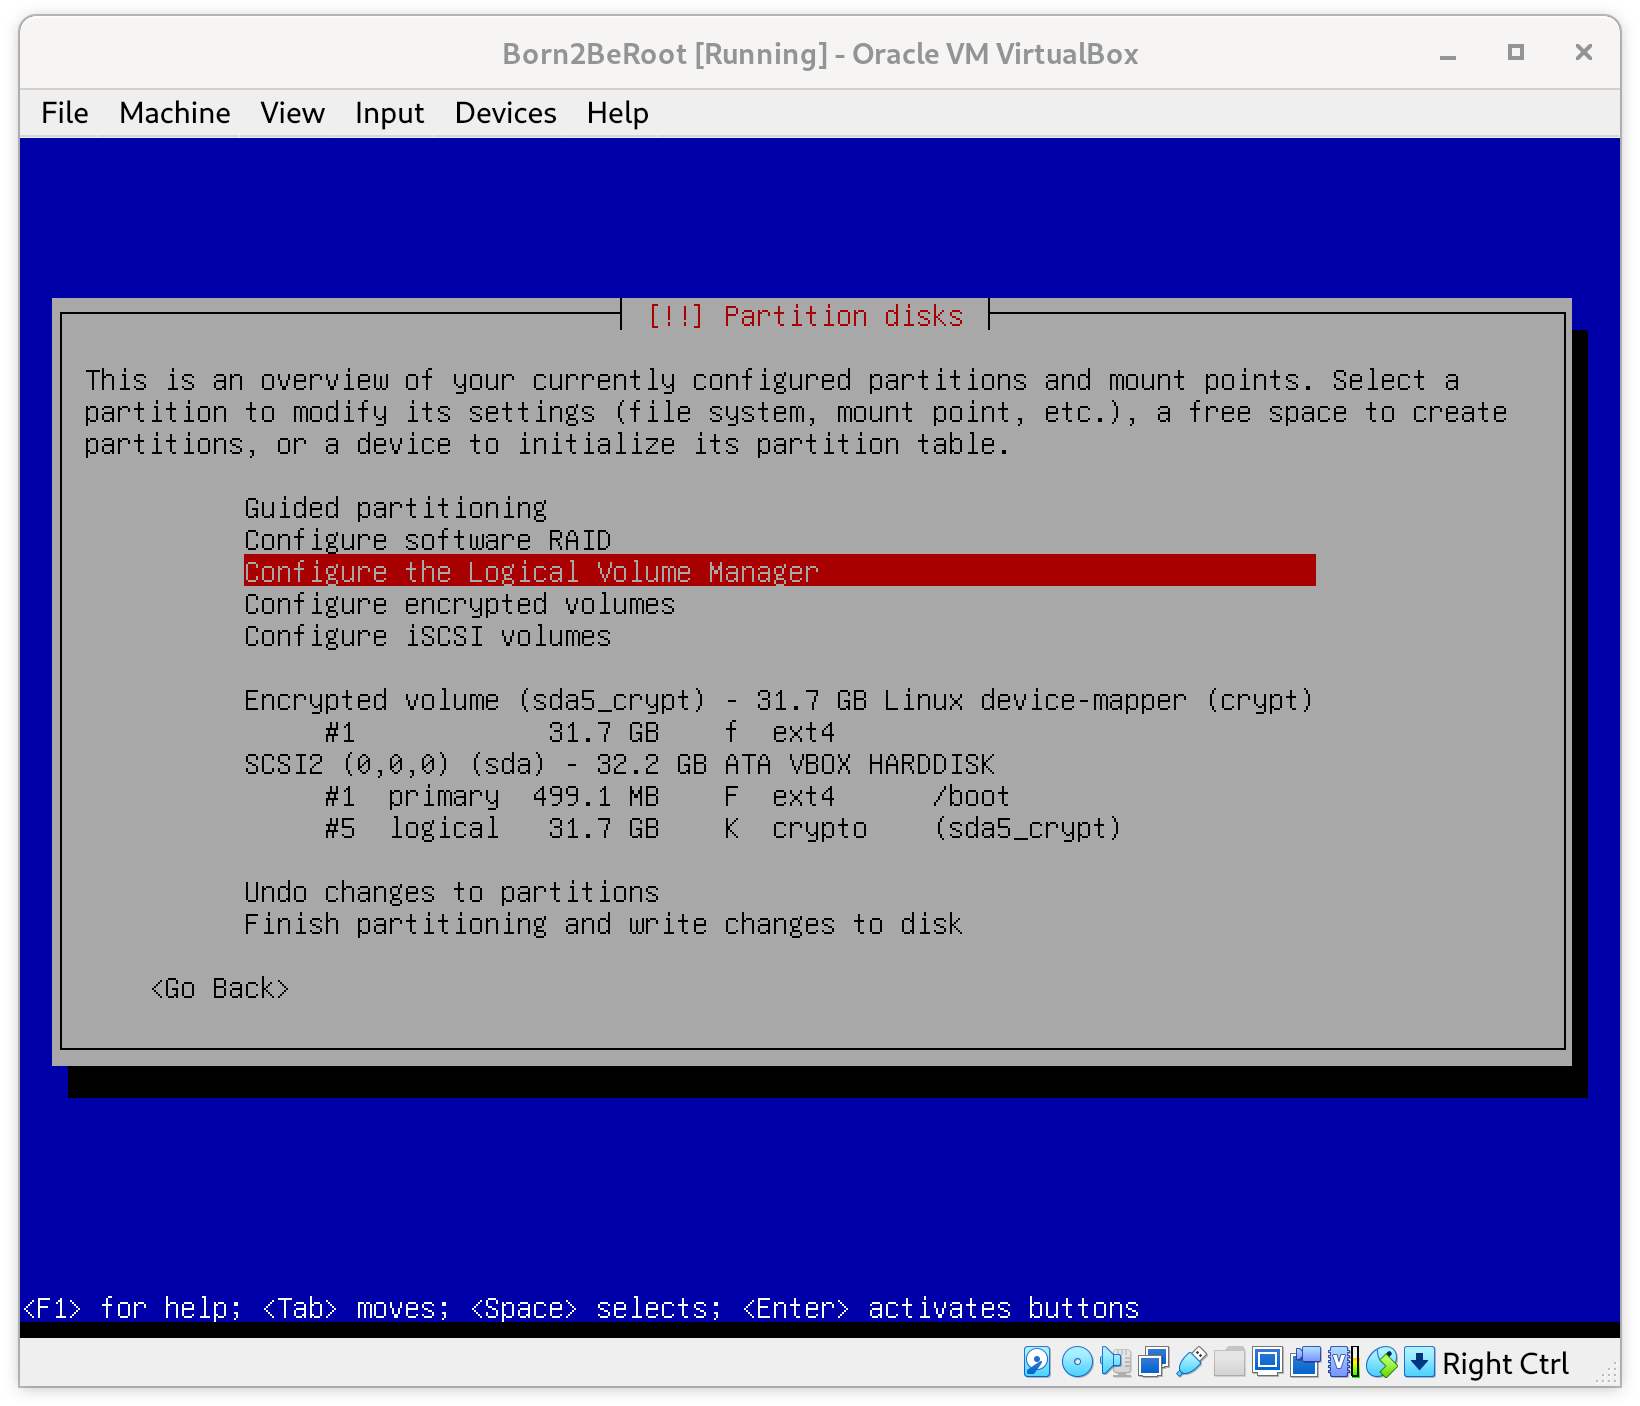 Born2BeRoot [Running] - Oracle VM VirtualBox
File Machine View Input Devices Help
[!!] Partition disks
This is an overview of your currently configured partitions and mount points. Select a
partition to modify its settings (file system, mount point, etc.), a free space to create
partitions, or a device to initialize its partition table.
Guided partitioning
Configure software RAID
Configure the Logical Volume Manager
Configure encrypted volumes
Configure iSCSI volumes
Encrypted volume (sda5_crypt) - 31.7 GB Linux device-mapper (crypt)
#1 31.7 GB f ext4
SCSI2 (0,0,0) (sda) - 32.2 GB ATA VBOX HARDDISK
#1 primary 499.1 MB F ext4 /boot
#5 logical 31.7 GB K crypto (sda5_crypt)
Undo changes to partitions
Finish partitioning and write changes to disk
<Go Back>
<F1> for help; <Tab> moves; <Space> selects; <Enter> activates buttons
Right Ctrl